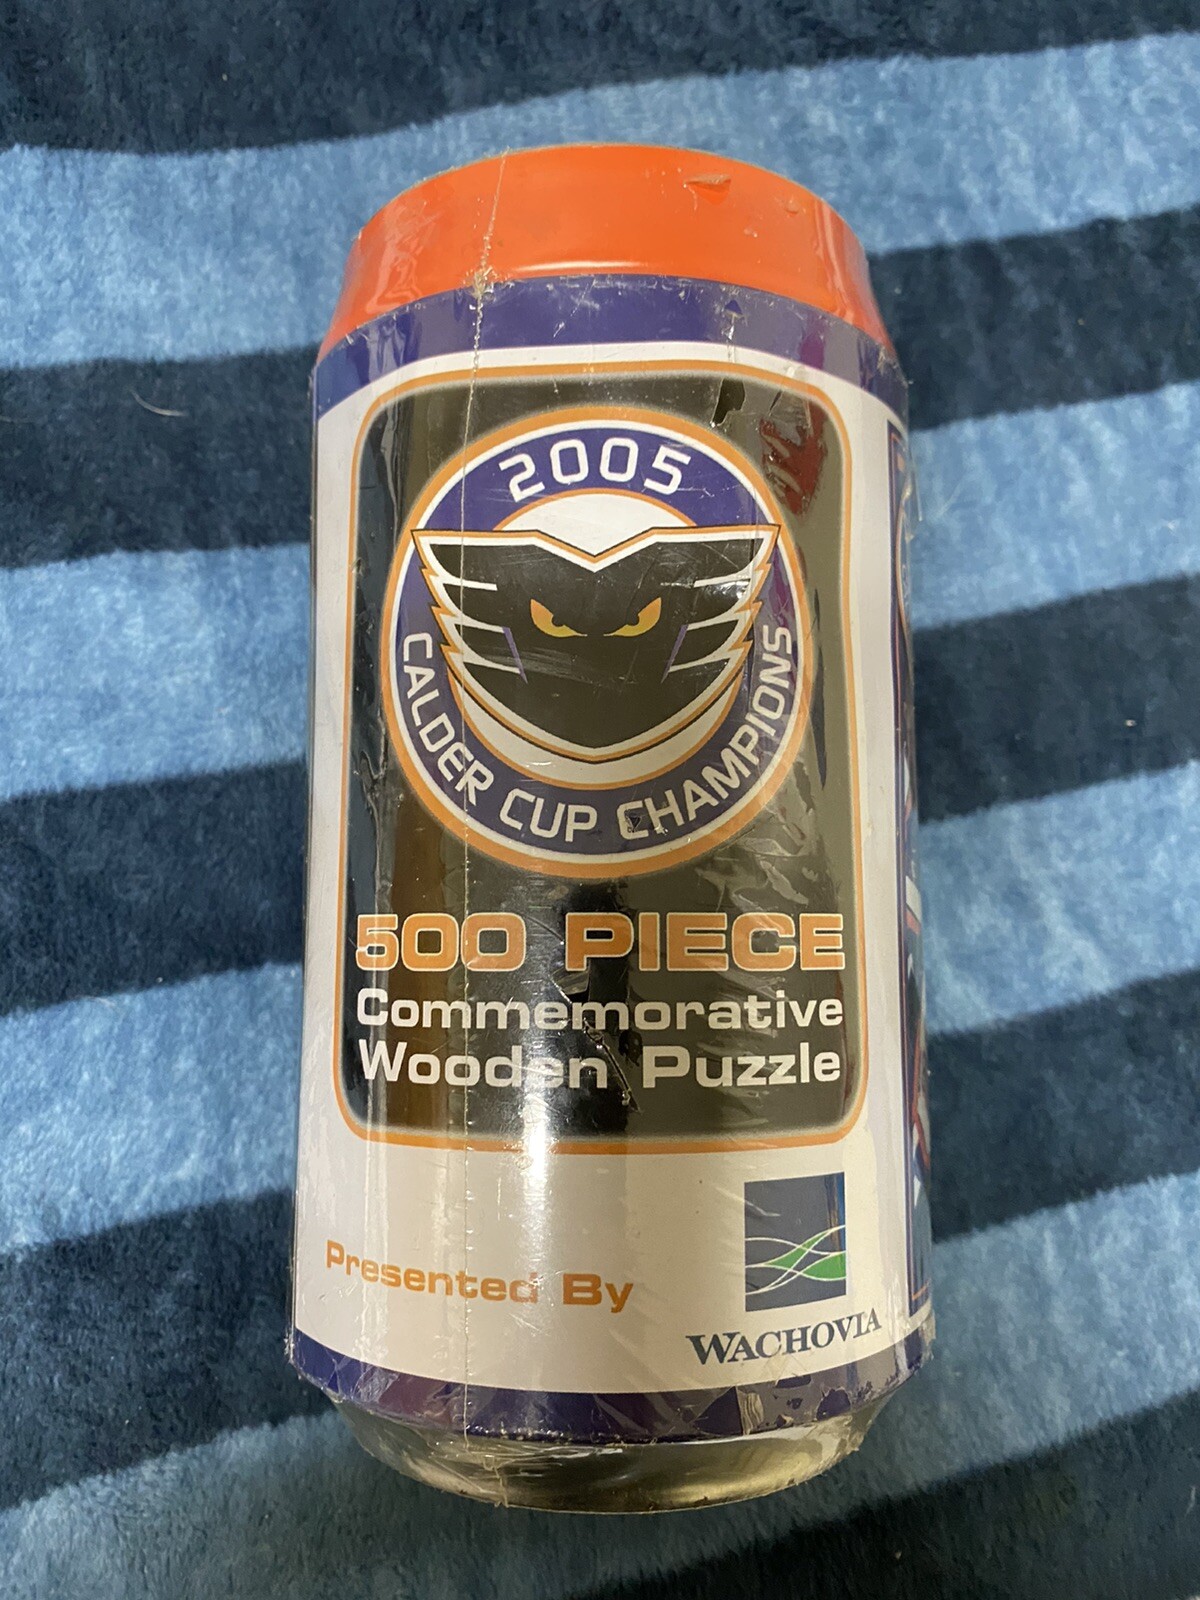 2005
CALDER CUP CHAMPIONS
500 PIECE
Commemorative
Wooden Puzzle
Presented By
WACHOVIA